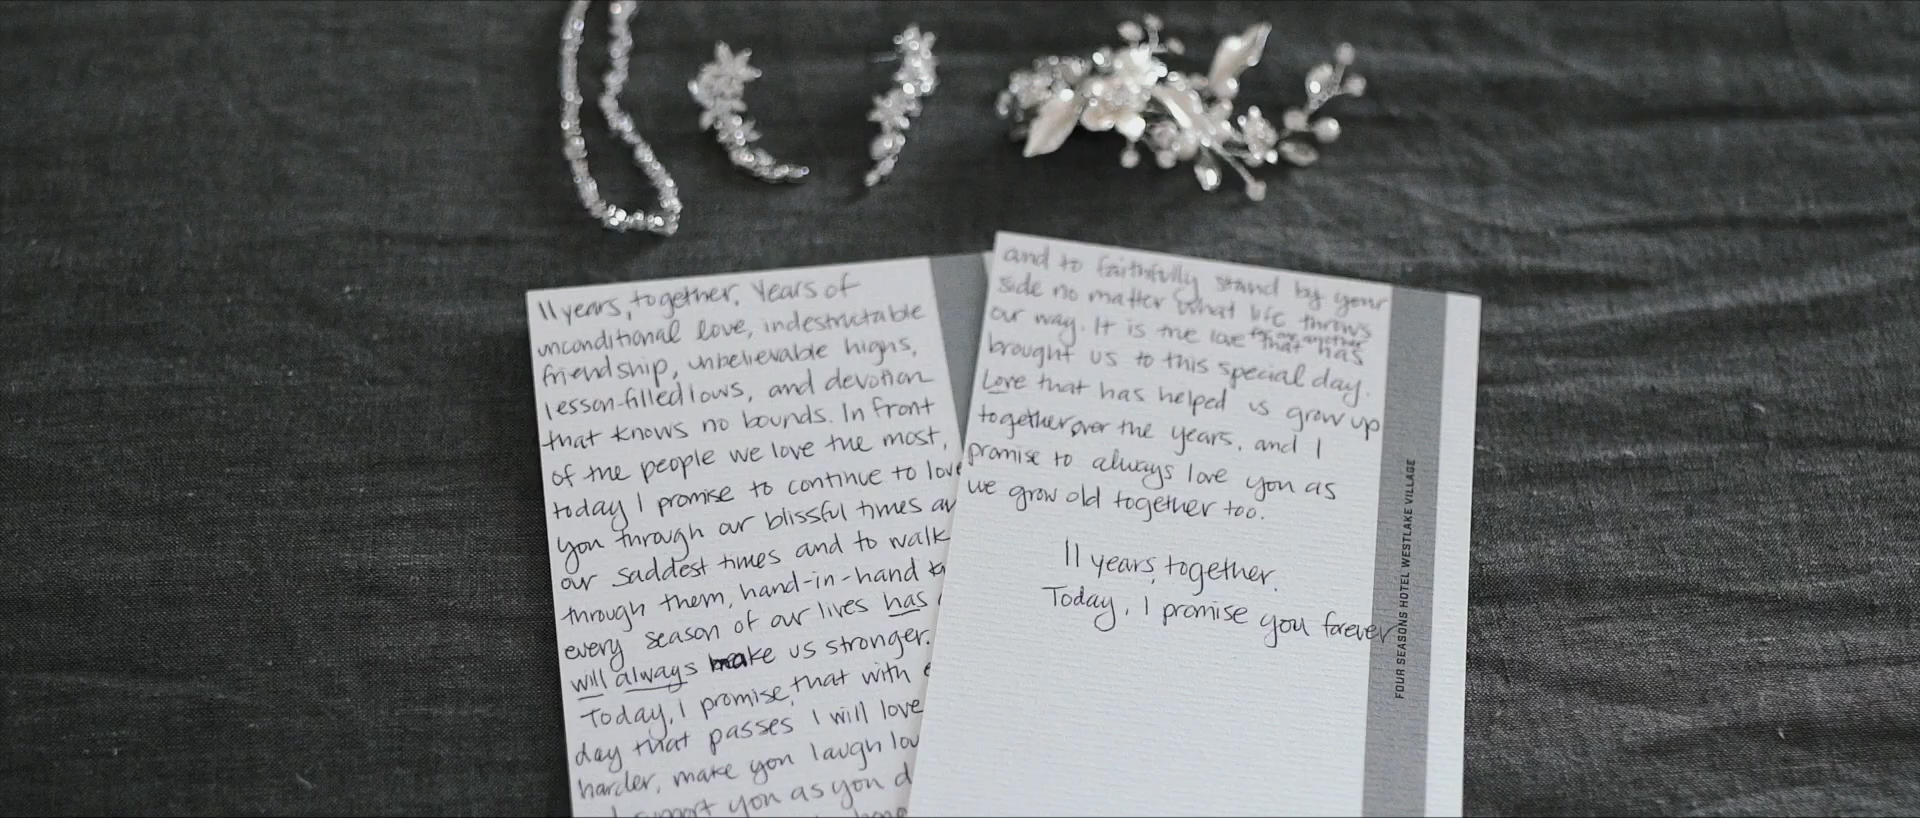 11 years, together. Years of
unconditional love, indestructable
friendship, unbelievable highs,
lesson-filled lows, and devotion
that knows no bounds. In front
of the people we love the most,
today I promise to continue to love
you through our blissful times
our saddest times and to walk
through them, hand-in-hand
every season of our lives has
will always make us stronger.
Today, I promise, that with
day that passes I will love
harder, make you laugh
support you as you
and to faithfully stand by your
side no matter what life throws
our way. It is the love for one another that has
brought us to this special day.
Love that has helped us grow up
together, over the years, and I
promise to always love you as
we grow old together too.
11 years, together.
Today, I promise you forever
FOUR SEASONS HOTEL WESTLAKE VILLAGE